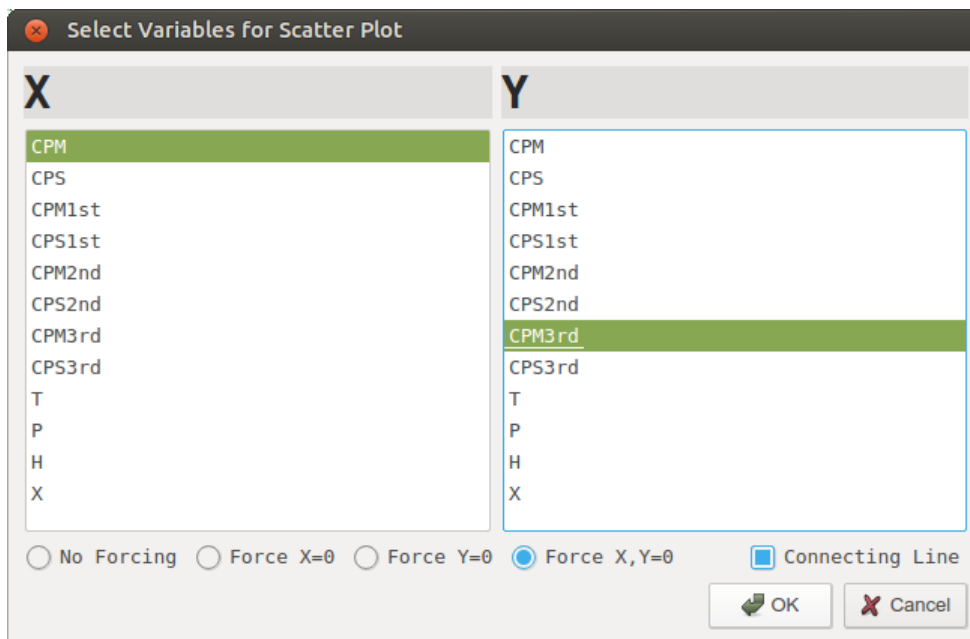 Select Variables for Scatter Plot
X
Y
CPM
CPS
CPM1st
CPS1st
CPM2nd
CPS2nd
CPM3rd
CPS3rd
T
P
H
X
CPM
CPS
CPM1st
CPS1st
CPM2nd
CPS2nd
CPM3rd
CPS3rd
T
P
H
X
No Forcing Force X=0 Force Y=0 Force X,Y=0 Connecting Line
OK Cancel